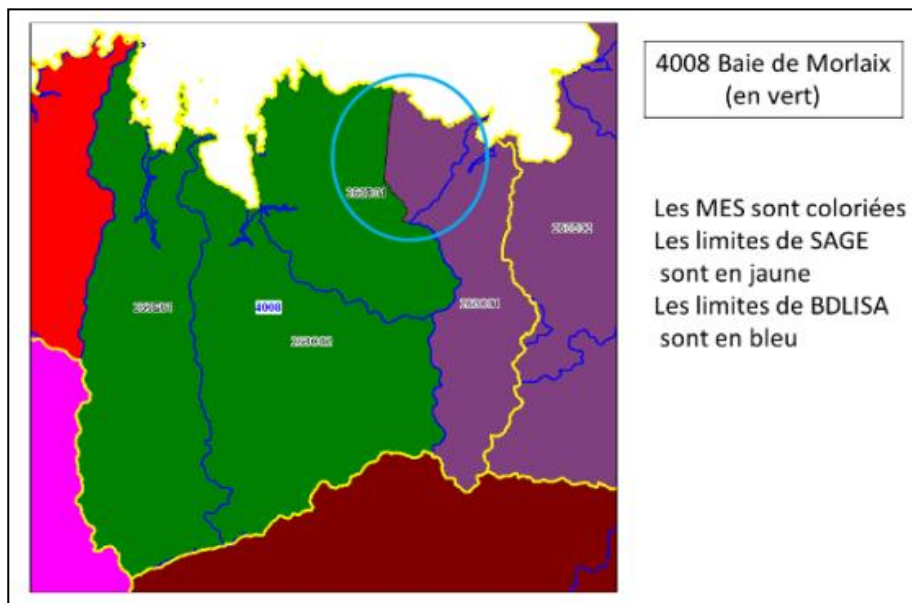 4008 Baie de Morlaix
(en vert)
Les MES sont coloriées
Les limites de SAGE
sont en jaune
Les limites de BDLISA
sont en bleu
4008